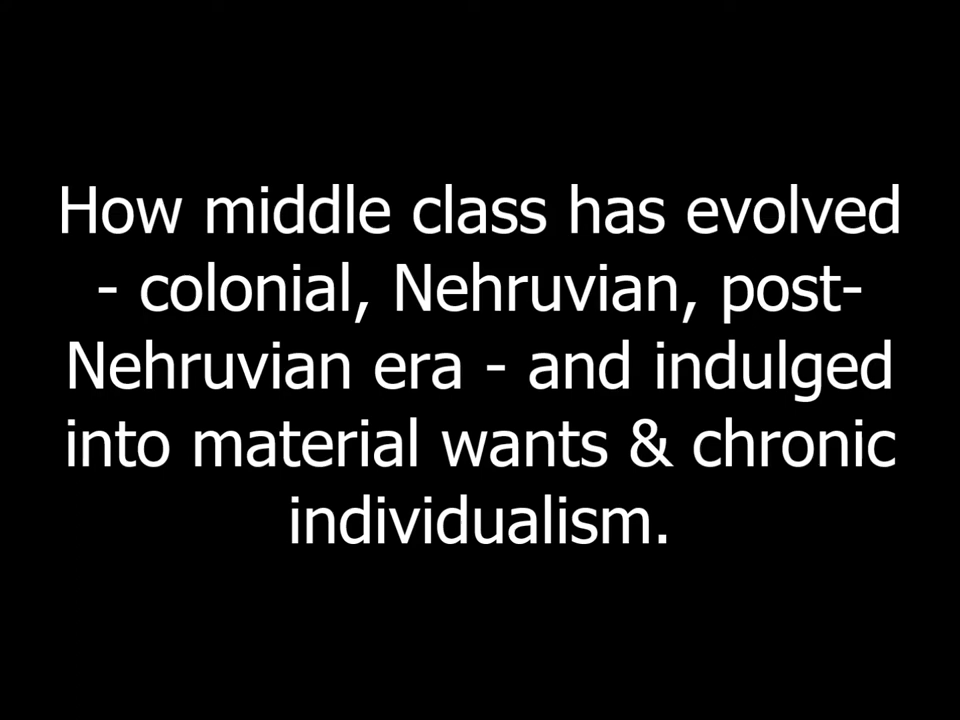 How middle class has evolved
- colonial, Nehruvian, post-
Nehruvian era - and indulged
into material wants & chronic
individualism.